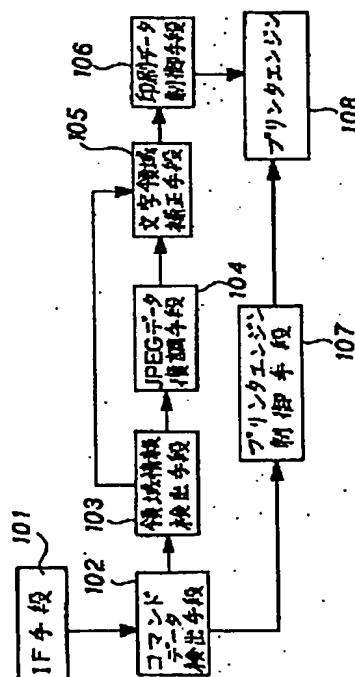 101
IF手段
102
コマンド
データ
検出手段
103
領域情報
検出手段
JPEGデータ
復調手段
104
105
文字領域
補正手段
106
印刷データ
制御手段
プリンタエンジン
制御手段
107
プリンタエンジン
108